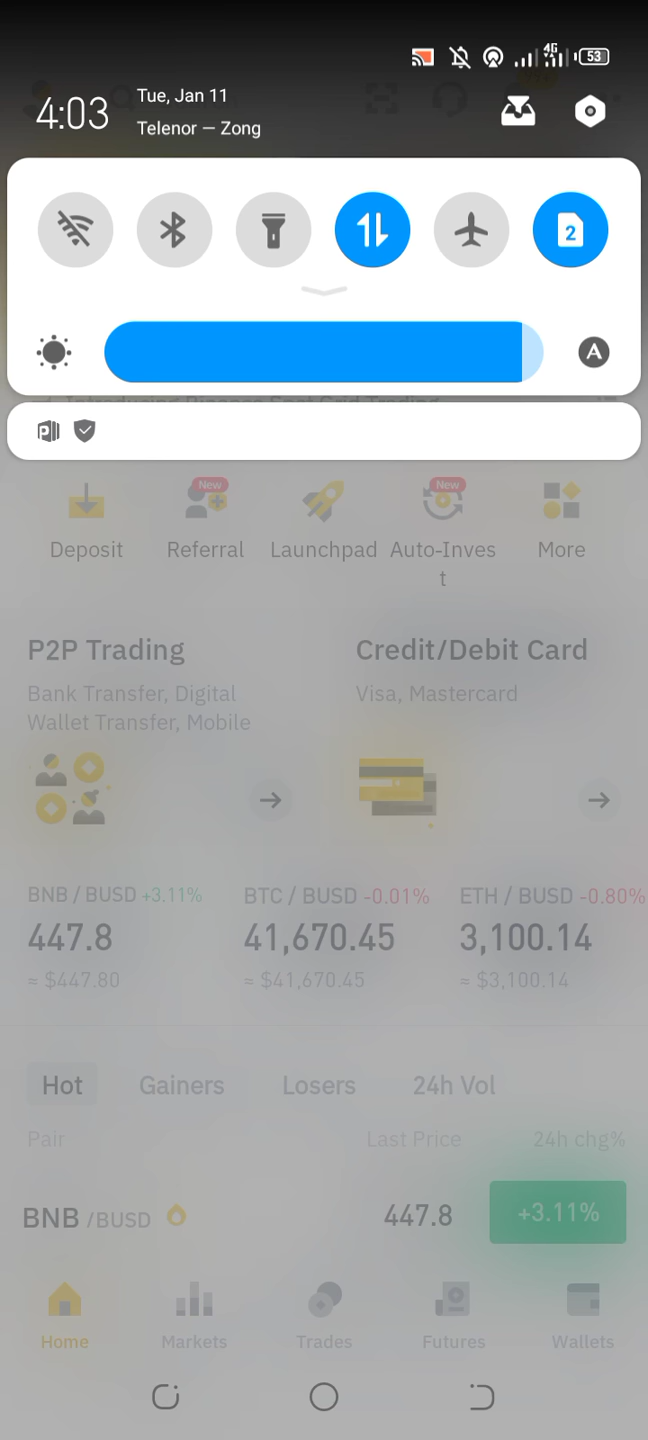 4G
53
4:03
Tue, Jan 11
Telenor — Zong
2
A
Deposit
New
Referral
Launchpad
New
Auto-Inves
t
More
P2P Trading
Bank Transfer, Digital
Wallet Transfer, Mobile
Credit/Debit Card
Visa, Mastercard
BNB / BUSD +3.11%
447.8
≈ $447.80
BTC / BUSD -0.01%
41,670.45
≈ $41,670.45
ETH / BUSD -0.80%
3,100.14
≈ $3,100.14
Hot
Gainers
Losers
24h Vol
Pair
Last Price
24h chg%
BNB /BUSD
447.8
+3.11%
Home
Markets
Trades
Futures
Wallets